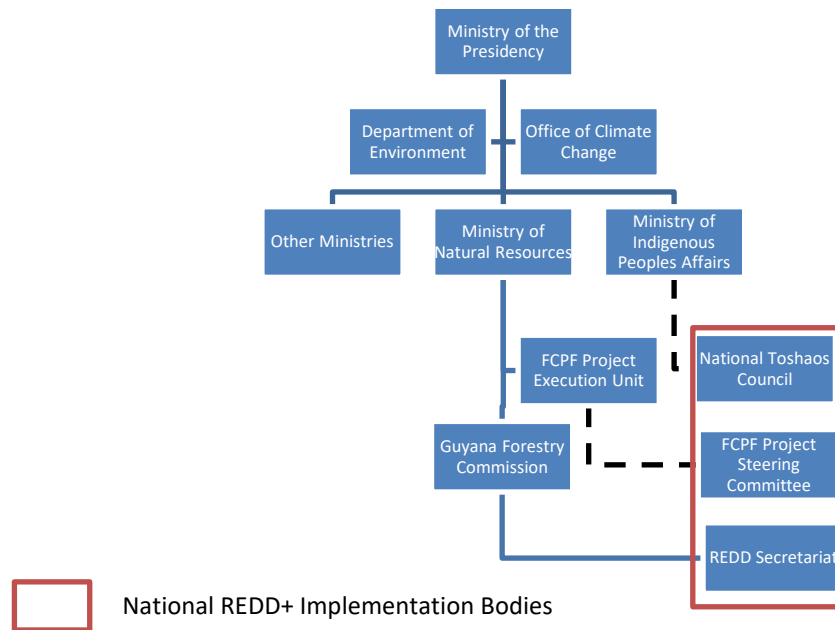 Ministry of the
Presidency
Department of
Environment
Office of Climate
Change
Other Ministries
Ministry of
Natural Resources
Ministry of
Indigenous
Peoples Affairs
FCPF Project
Execution Unit
National Toshaos
Council
Guyana Forestry
Commission
FCPF Project
Steering
Committee
REDD Secretariat
National REDD+ Implementation Bodies